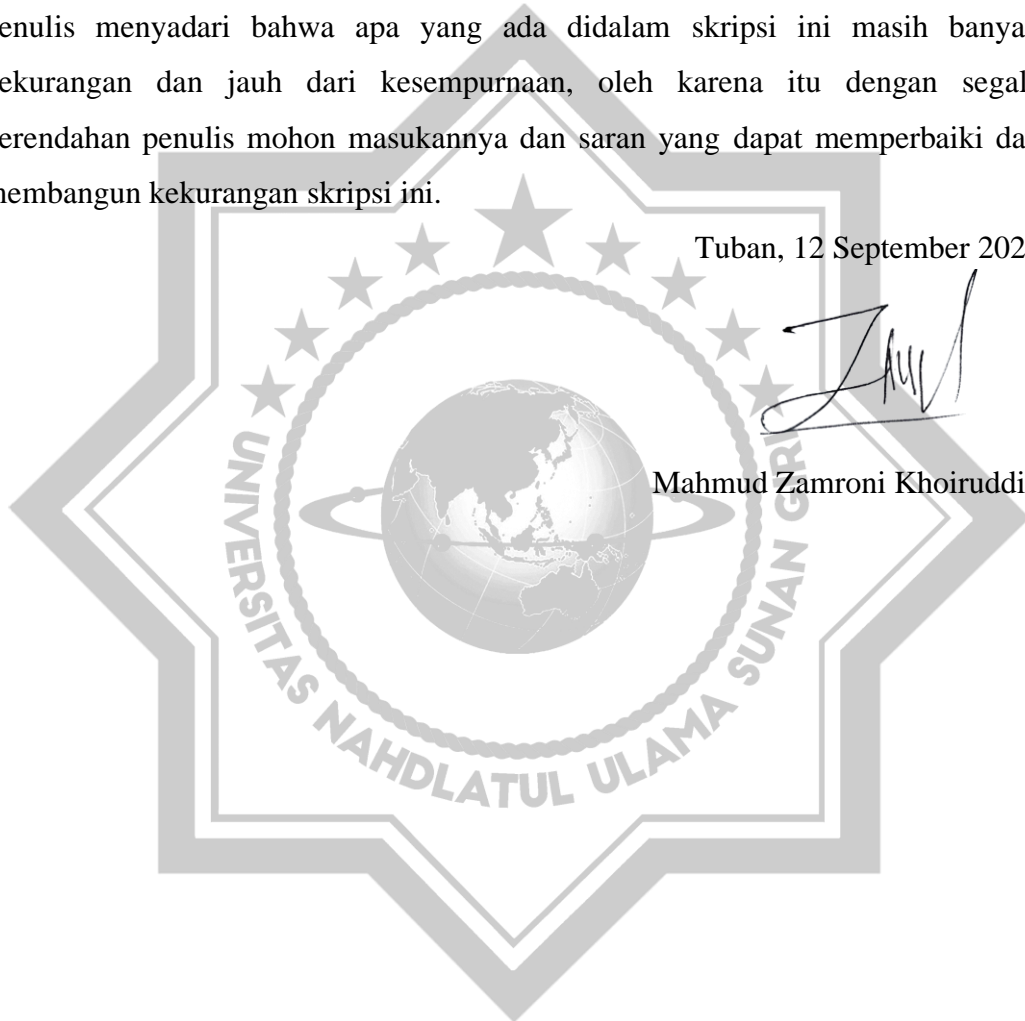 enulis menyadari bahwa apa yang ada didalam skripsi ini masih banya
ekurangan dan jauh dari kesempurnaan, oleh karena itu dengan segal
erendahan penulis mohon masukannya dan saran yang dapat memperbaiki da
membangun kekurangan skripsi ini.
Tuban, 12 September 202
Mahmud Zamroni Khoiruddi
UNIVERSITAS NAHDLATUL ULAMA SUNAN GIRI